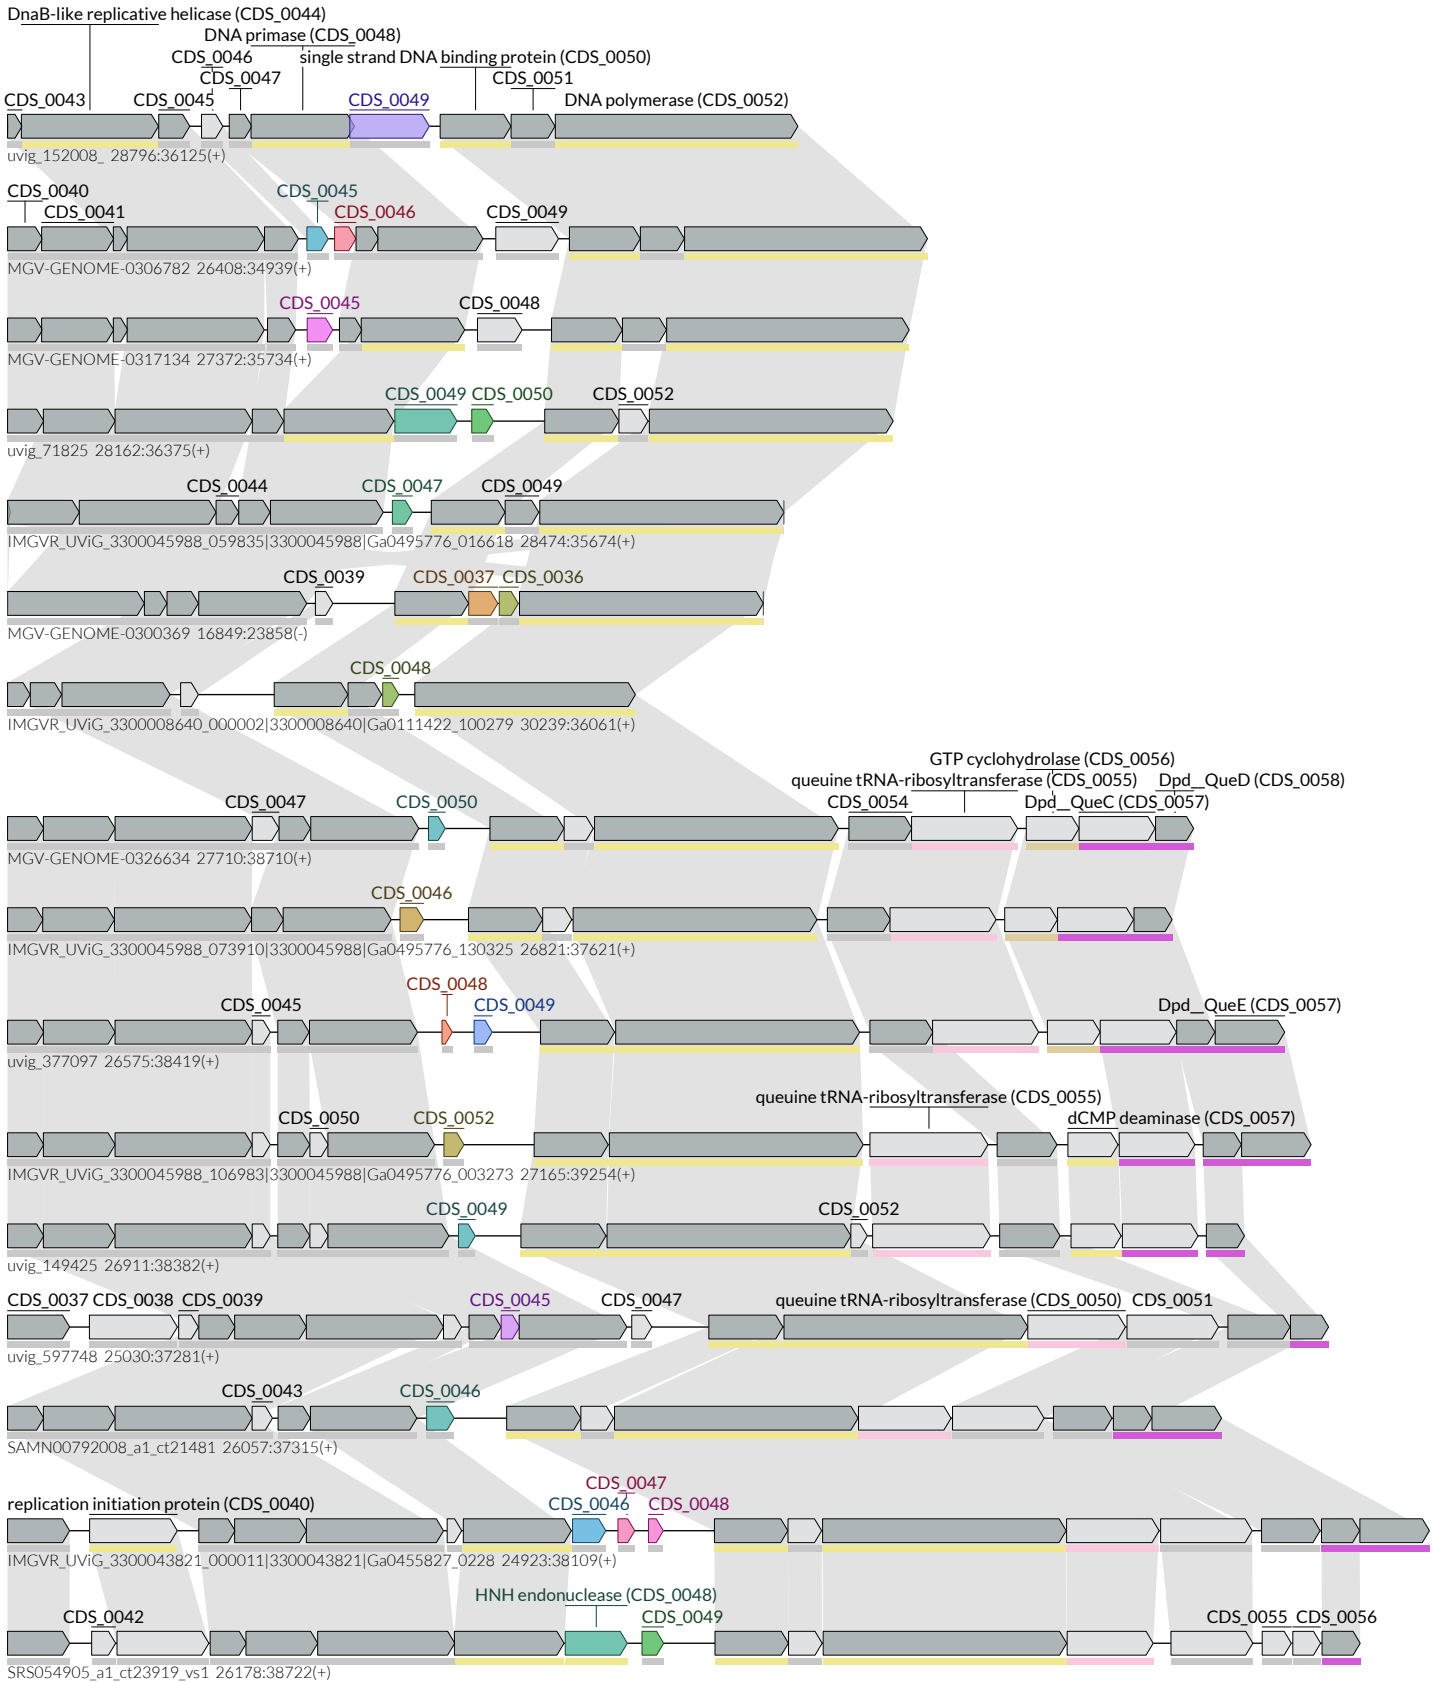 DnaB-like replicative helicase (CDS_0044)
DNA primase (CDS_0048)
CDS_0046 single strand DNA binding protein (CDS_0050)
CDS_0047 CDS_0051
CDS_0043 CDS_0045 CDS_0049 DNA polymerase (CDS_0052)
uvig_152008_ 28796:36125(+)
CDS_0040 CDS_0045
CDS_0041 CDS_0046 CDS_0049
MGV-GENOME-0306782 26408:34939(+)
CDS_0045 CDS_0048
MGV-GENOME-0317134 27372:35734(+)
CDS_0049 CDS_0050 CDS_0052
uvig_71825 28162:36375(+)
CDS_0044 CDS_0047 CDS_0049
IMGVR_UViG_3300045988_059835|3300045988|Ga0495776_016618 28474:35674(+)
CDS_0039 CDS_0037 CDS_0036
MGV-GENOME-0300369 16849:23858(-)
CDS_0048
IMGVR_UViG_3300008640_000002|3300008640|Ga0111422_100279 30239:36061(+)
GTP cyclohydrolase (CDS_0056)
queuine tRNA-ribosyltransferase (CDS_0055) Dpd__QueD (CDS_0058)
CDS_0047 CDS_0050 CDS_0054 Dpd__QueC (CDS_0057)
MGV-GENOME-0326634 27710:38710(+)
CDS_0046
IMGVR_UViG_3300045988_073910|3300045988|Ga0495776_130325 26821:37621(+)
CDS_0048
CDS_0045 CDS_0049 Dpd__QueE (CDS_0057)
uvig_377097 26575:38419(+)
queuine tRNA-ribosyltransferase (CDS_0055)
CDS_0050 CDS_0052 dCMP deaminase (CDS_0057)
IMGVR_UViG_3300045988_106983|3300045988|Ga0495776_003273 27165:39254(+)
CDS_0049 CDS_0052
uvig_149425 26911:38382(+)
CDS_0037 CDS_0038 CDS_0039 CDS_0045 CDS_0047 queuine tRNA-ribosyltransferase (CDS_0050) CDS_0051
uvig_597748 25030:37281(+)
CDS_0043 CDS_0046
SAMN00792008_a1_ct21481 26057:37315(+)
CDS_0047
replication initiation protein (CDS_0040) CDS_0046 CDS_0048
IMGVR_UViG_3300043821_000011|3300043821|Ga0455827_0228 24923:38109(+)
HNH endonuclease (CDS_0048)
CDS_0042 CDS_0049 CDS_0055 CDS_0056
SRS054905_a1_ct23919_vs1 26178:38722(+)